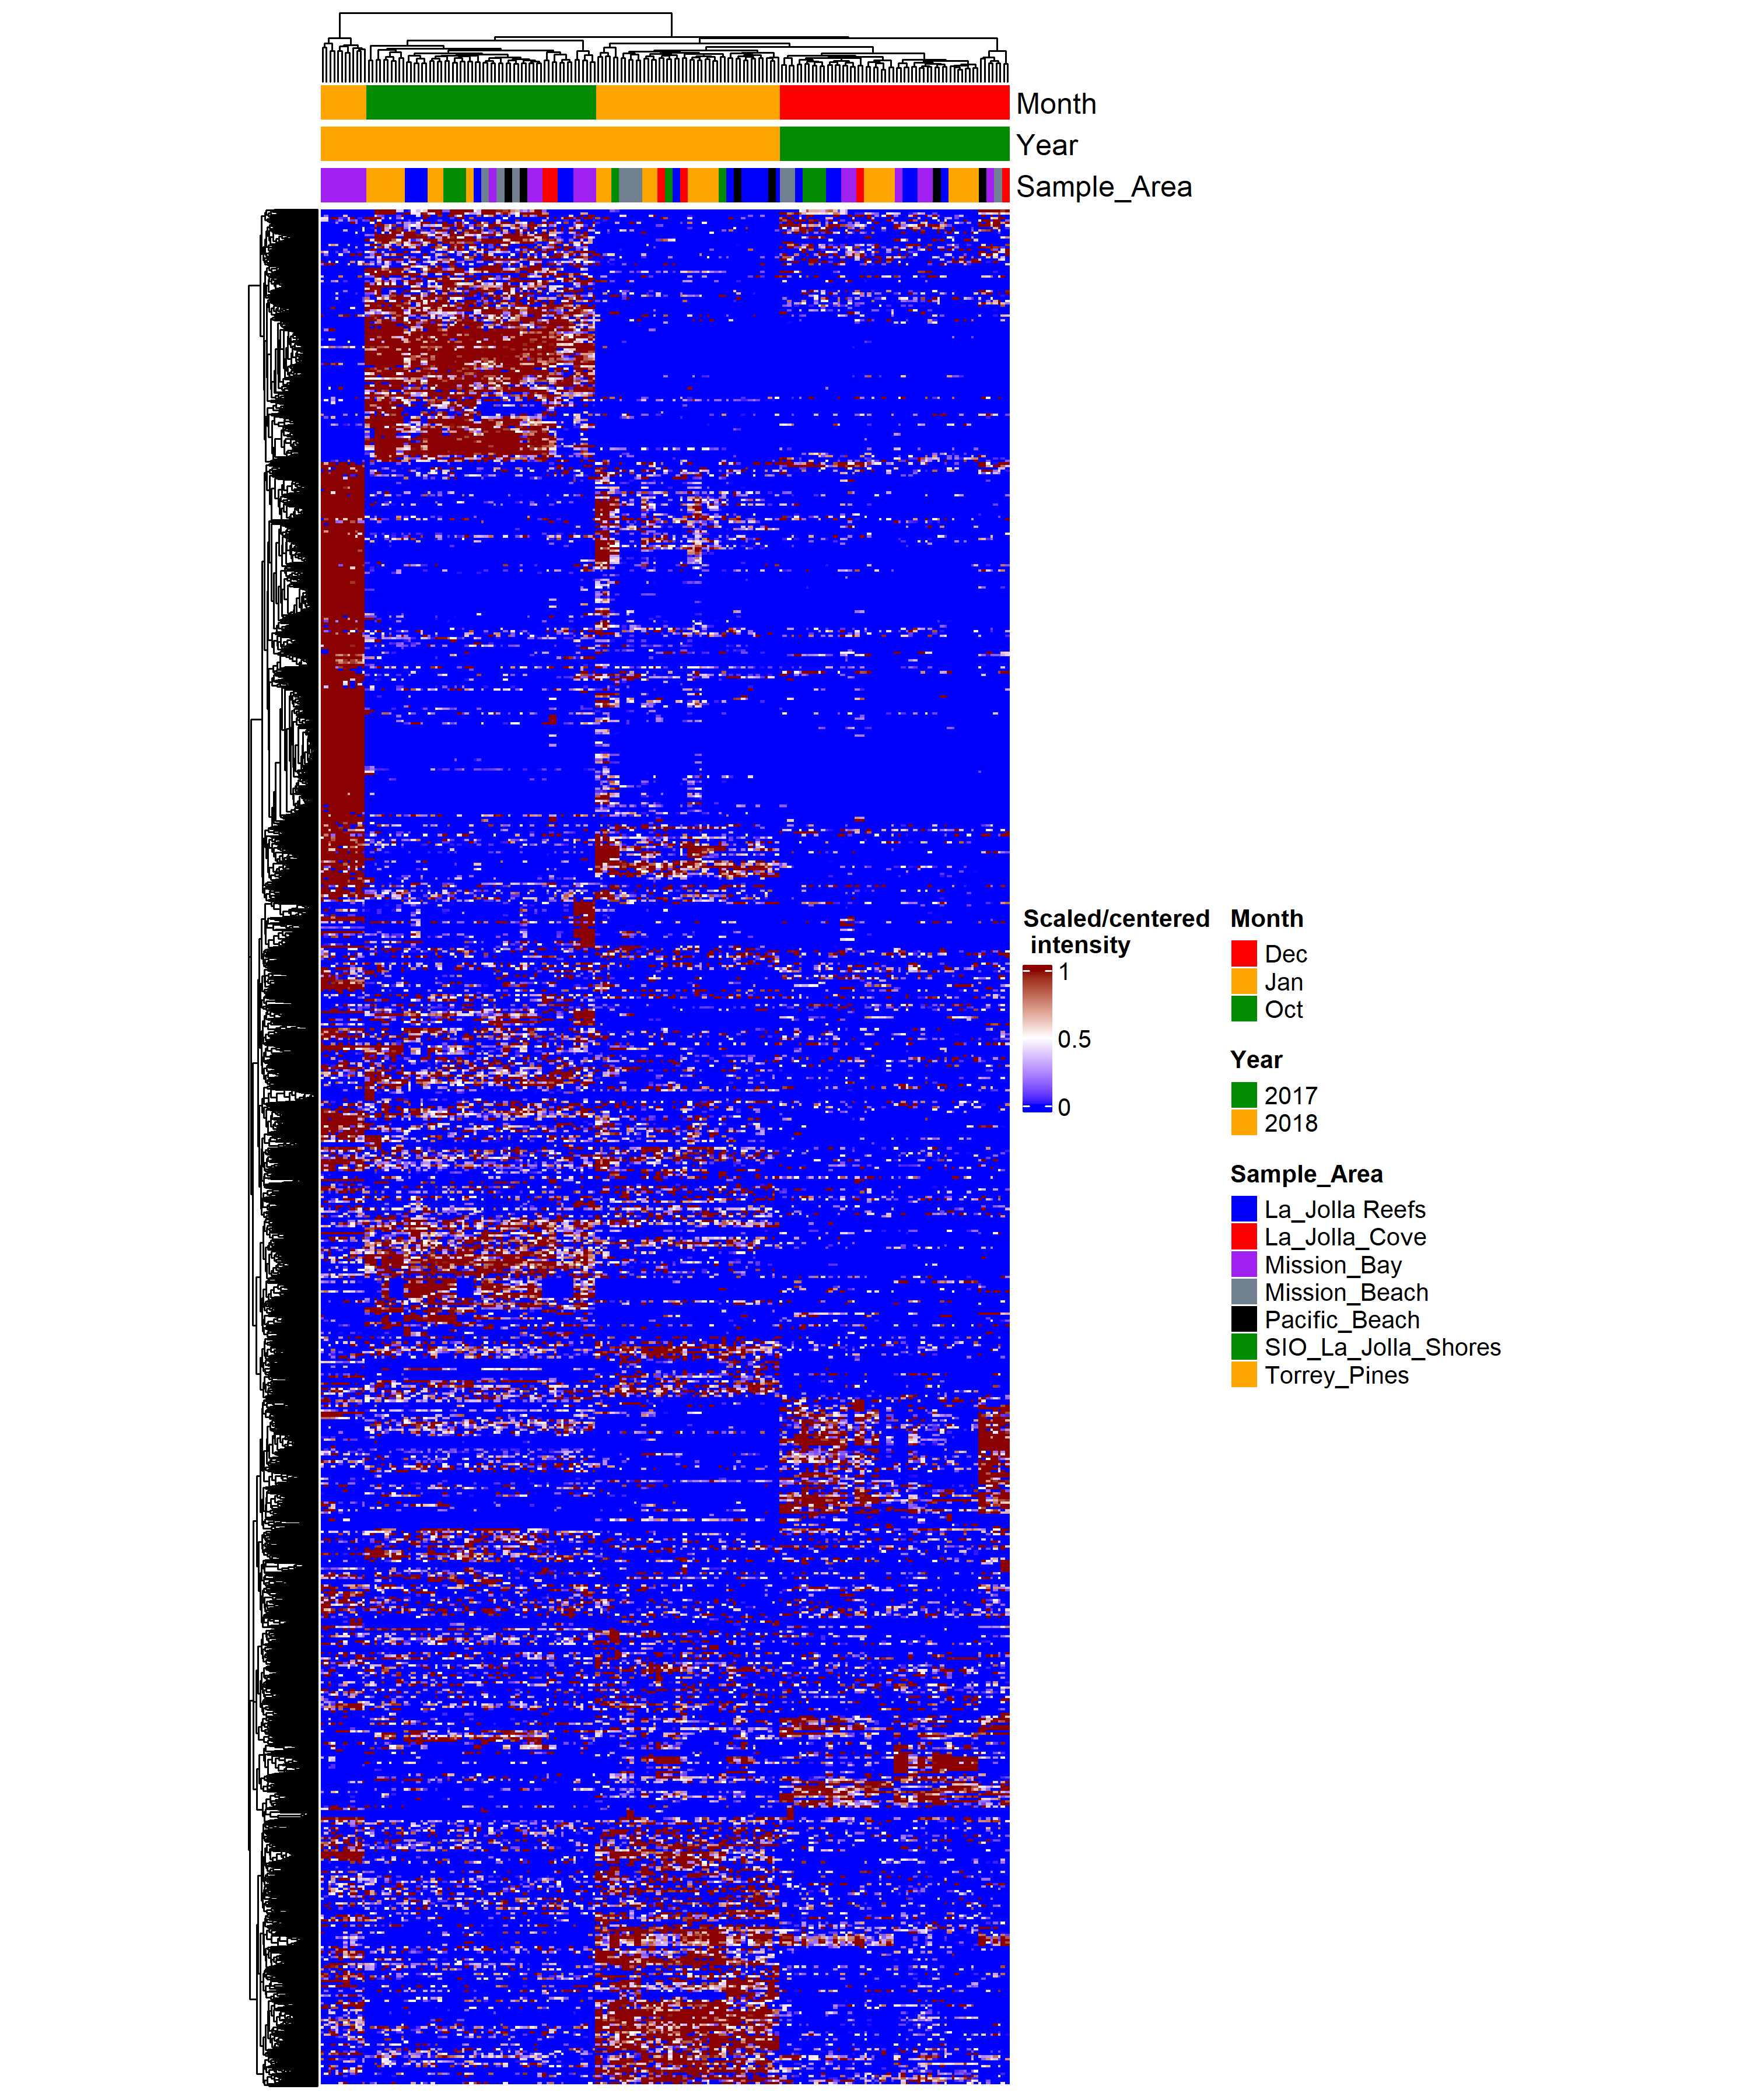 Month
Year
Sample_Area
Scaled/centered
intensity
1
0.5
0
Month
Dec
Jan
Oct
Year
2017
2018
Sample_Area
La_Jolla Reefs
La_Jolla_Cove
Mission_Bay
Mission_Beach
Pacific_Beach
SIO_La_Jolla_Shores
Torrey_Pines